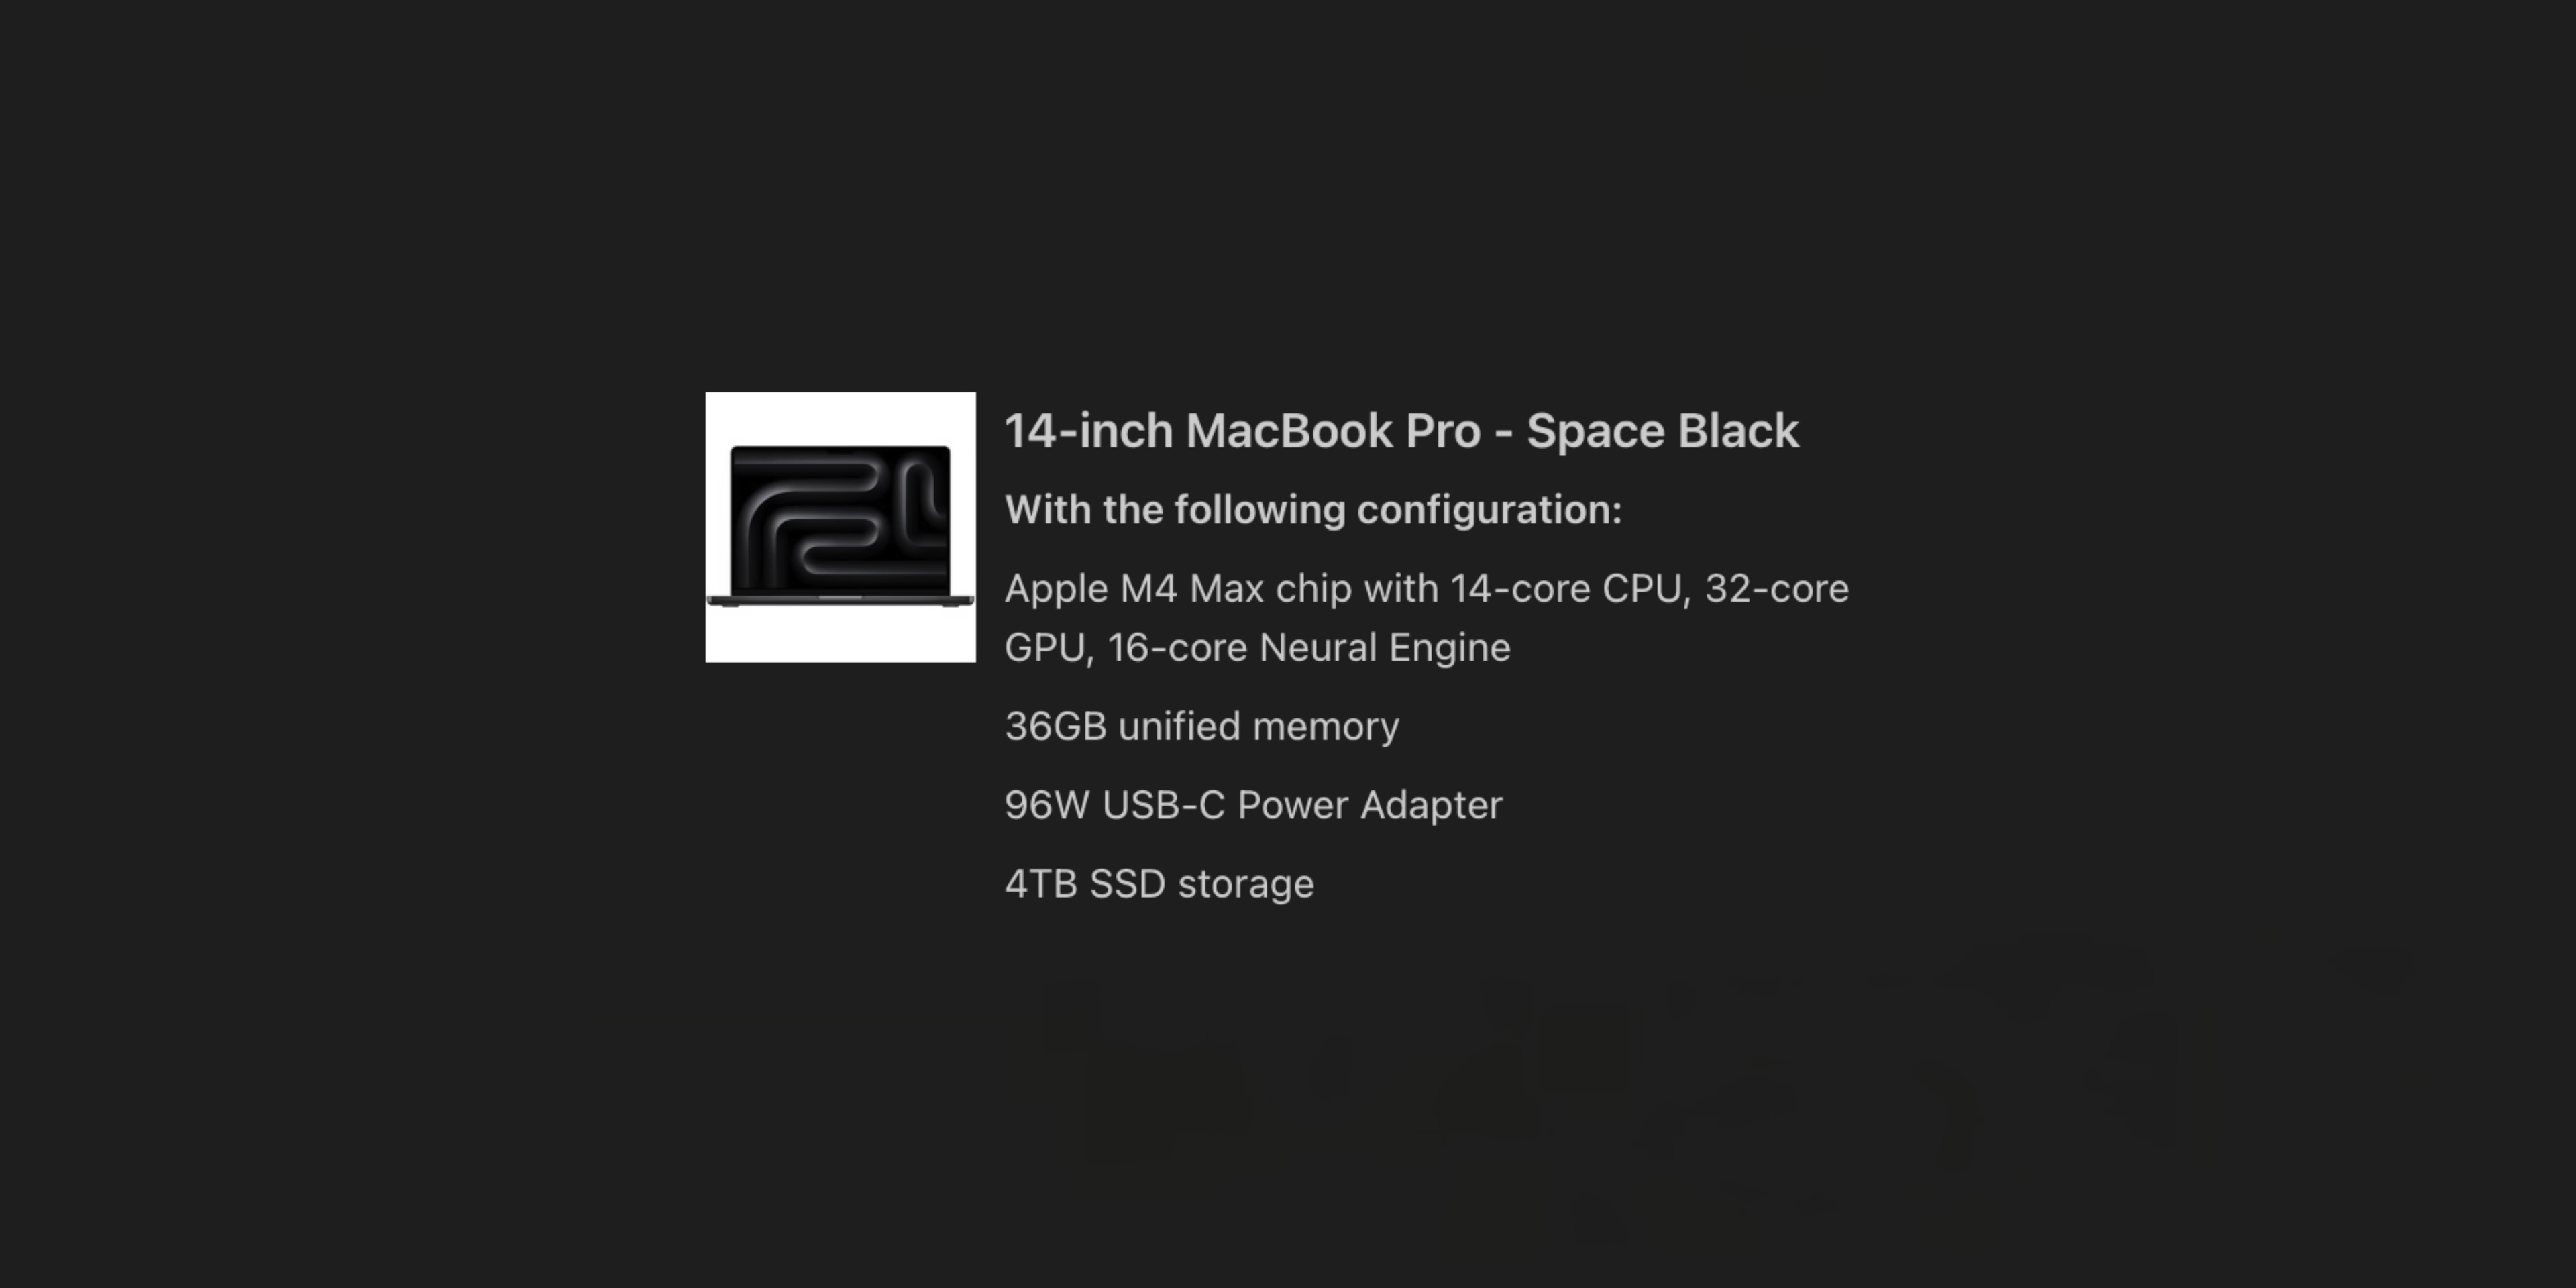 14-inch MacBook Pro - Space Black
With the following configuration:
Apple M4 Max chip with 14-core CPU, 32-core
GPU, 16-core Neural Engine
36GB unified memory
96W USB-C Power Adapter
4TB SSD storage